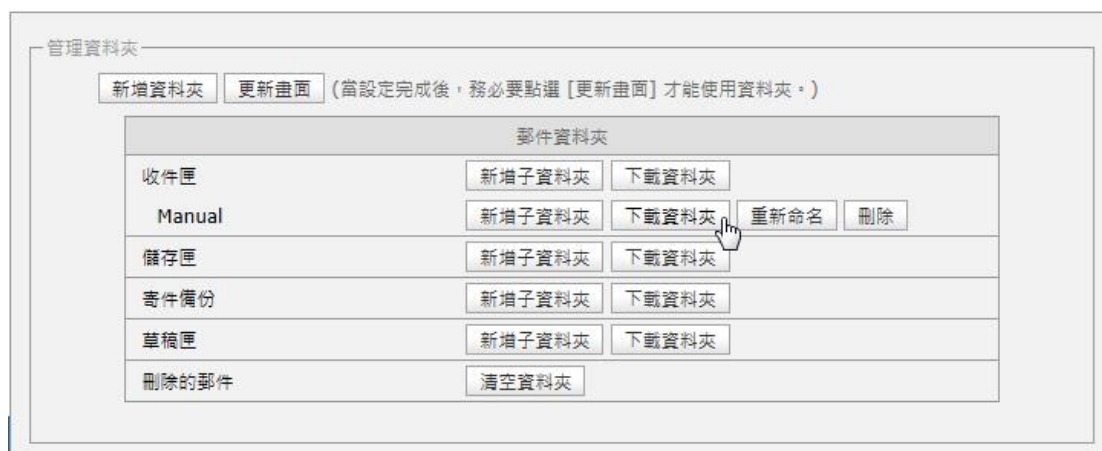 管理資料夾
新增資料夾 更新畫面 (當設定完成後，務必要點選 [更新畫面] 才能使用資料夾。)
郵件資料夾
收件匣 新增子資料夾 下載資料夾
Manual 新增子資料夾 下載資料夾 重新命名 刪除
儲存匣 新增子資料夾 下載資料夾
寄件備份 新增子資料夾 下載資料夾
草稿匣 新增子資料夾 下載資料夾
刪除的郵件 清空資料夾